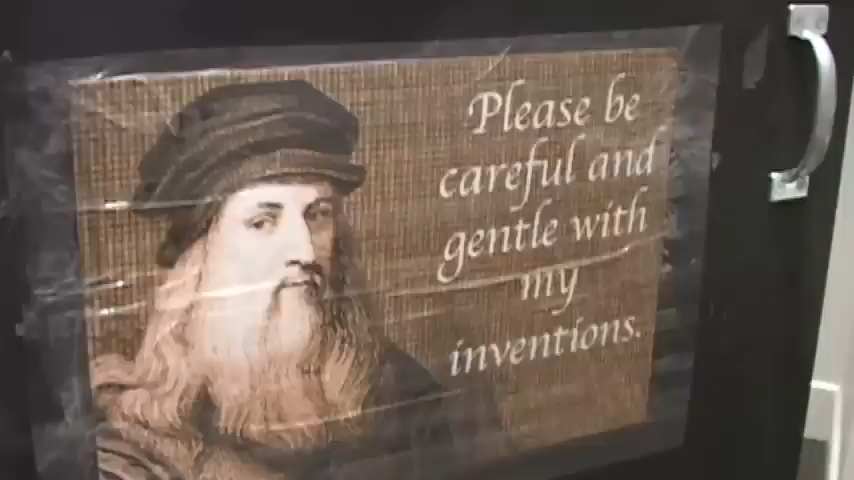 Please be
careful and
gentle with
my
inventions.